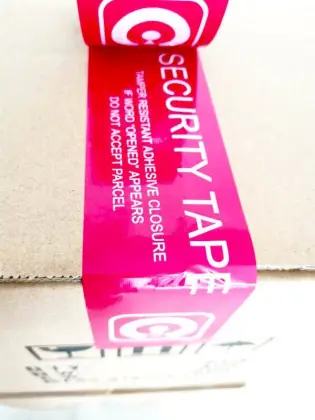 SECURITY TAPE
TAMPER RESISTANT ADHESIVE CLOSURE
IF WORD "OPENED" APPEARS
DO NOT ACCEPT PARCEL